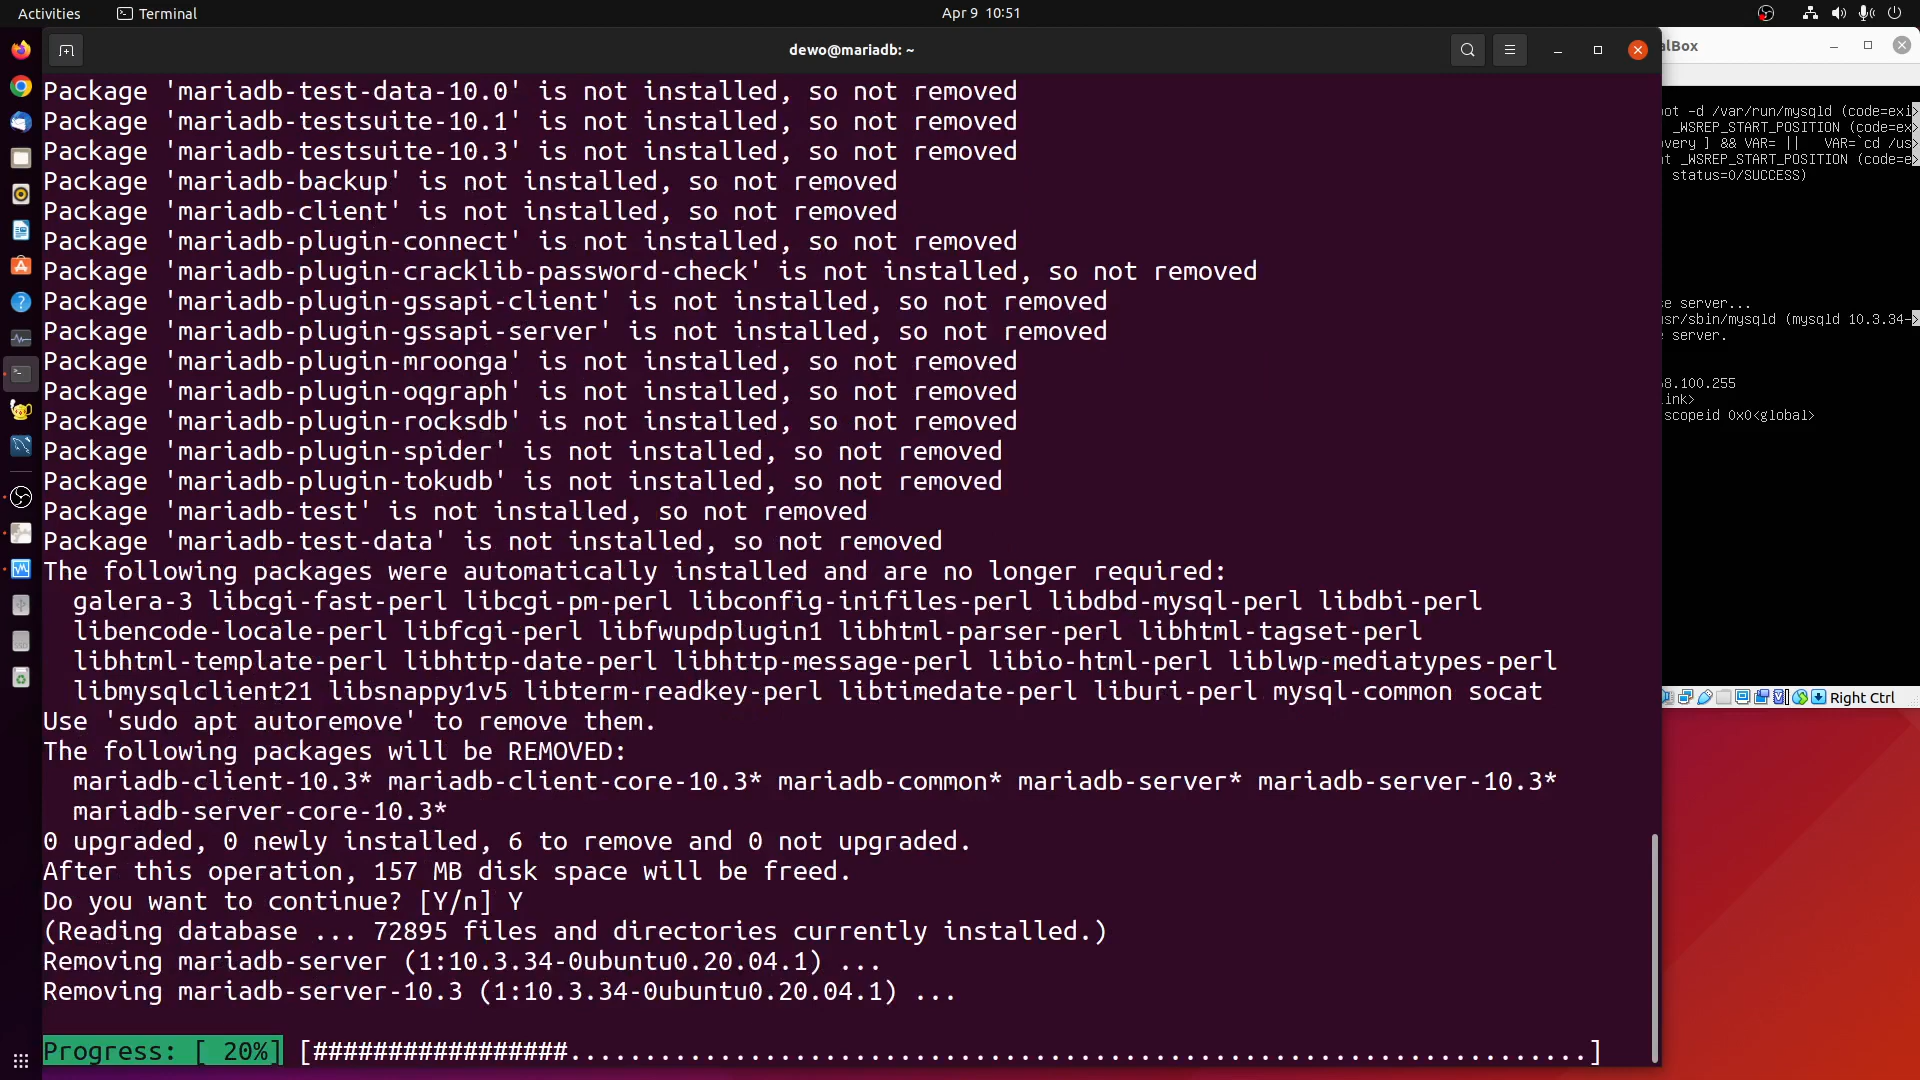 Activities
Terminal
Apr 9 10:51
dewo@mariadb: ~
Package 'mariadb-test-data-10.0' is not installed, so not removed
Package 'mariadb-testsuite-10.1' is not installed, so not removed
Package 'mariadb-testsuite-10.3' is not installed, so not removed
Package 'mariadb-backup' is not installed, so not removed
Package 'mariadb-client' is not installed, so not removed
Package 'mariadb-plugin-connect' is not installed, so not removed
Package 'mariadb-plugin-cracklib-password-check' is not installed, so not removed
Package 'mariadb-plugin-gssapi-client' is not installed, so not removed
Package 'mariadb-plugin-gssapi-server' is not installed, so not removed
Package 'mariadb-plugin-mroonga' is not installed, so not removed
Package 'mariadb-plugin-oqgraph' is not installed, so not removed
Package 'mariadb-plugin-rocksdb' is not installed, so not removed
Package 'mariadb-plugin-spider' is not installed, so not removed
Package 'mariadb-plugin-tokudb' is not installed, so not removed
Package 'mariadb-test' is not installed, so not removed
Package 'mariadb-test-data' is not installed, so not removed
The following packages were automatically installed and are no longer required:
galera-3 libcgi-fast-perl libcgi-pm-perl libconfig-inifiles-perl libdbd-mysql-perl libdbi-perl
libencode-locale-perl libfcgi-perl libfwupdplugin1 libhtml-parser-perl libhtml-tagset-perl
libhtml-template-perl libhttp-date-perl libhttp-message-perl libio-html-perl liblwp-mediatypes-perl
libmysqlclient21 libsnappy1v5 libterm-readkey-perl libtimedate-perl liburi-perl mysql-common socat
Use 'sudo apt autoremove' to remove them.
The following packages will be REMOVED:
mariadb-client-10.3* mariadb-client-core-10.3* mariadb-common* mariadb-server* mariadb-server-10.3*
mariadb-server-core-10.3*
0 upgraded, 0 newly installed, 6 to remove and 0 not upgraded.
After this operation, 157 MB disk space will be freed.
Do you want to continue? [Y/n] Y
(Reading database ... 72895 files and directories currently installed.)
Removing mariadb-server (1:10.3.34-0ubuntu0.20.04.1) ...
Removing mariadb-server-10.3 (1:10.3.34-0ubuntu0.20.04.1) ...
Progress: [ 20%] [#################....................................................................]
alBox
oot -d /var/run/mysqld (code=exi>
_WSREP_START_POSITION (code=ex>
very ] && VAR= || VAR=`cd /us>
t _WSREP_START_POSITION (code=e>
status=0/SUCCESS)
se server...
usr/sbin/mysqld (mysqld 10.3.34->
e server.
68.100.255
ink>
scopeid 0x0<global>
Right Ctrl